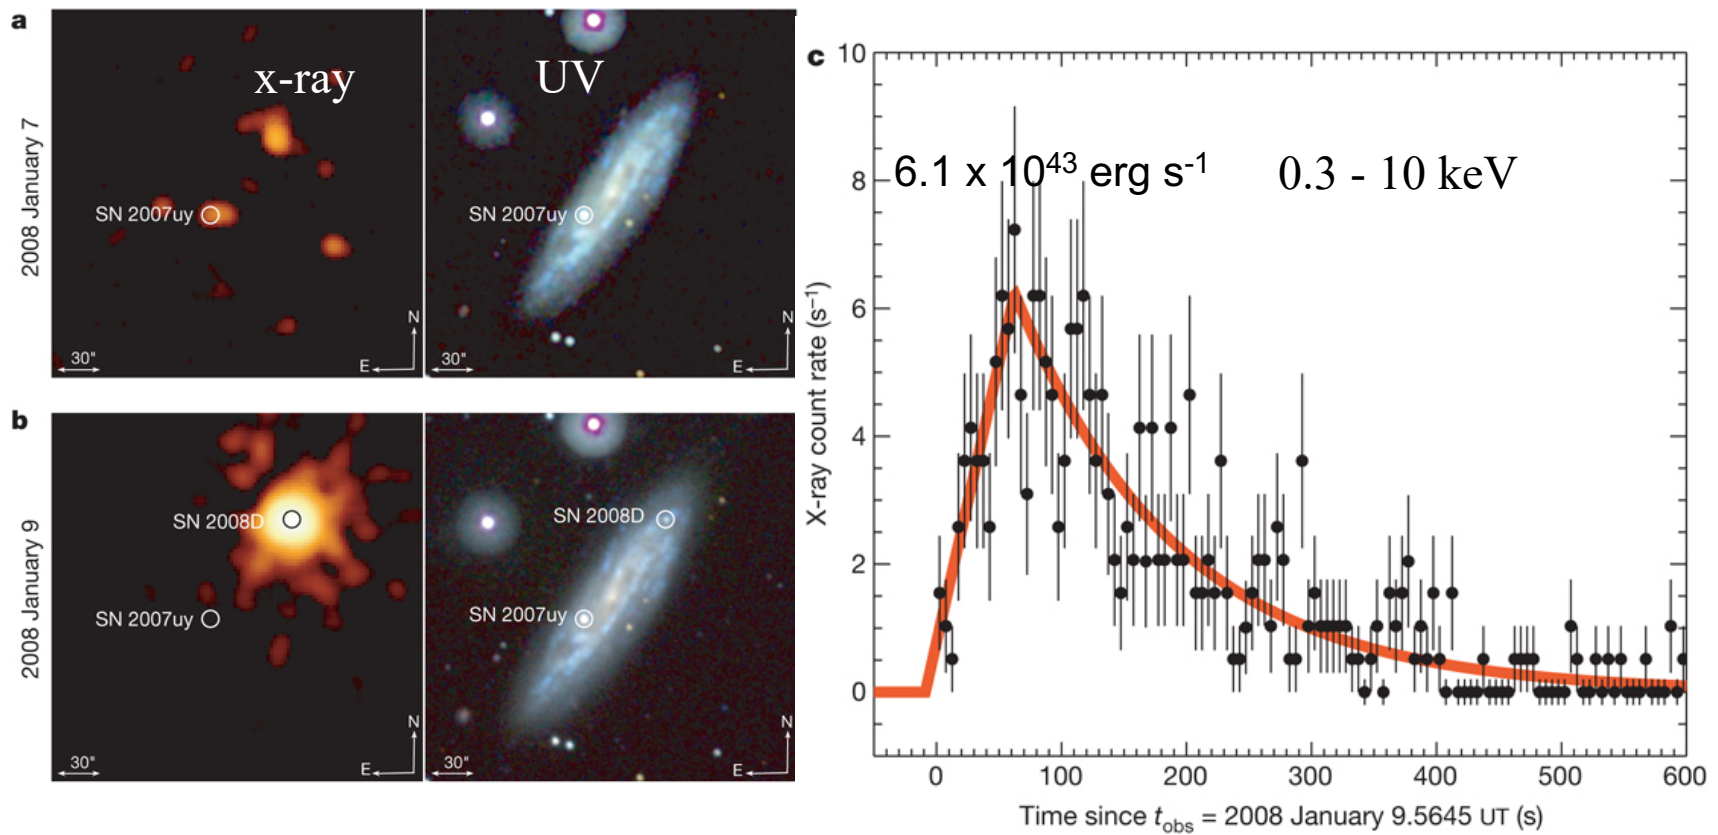 a
x-ray
UV
2008 January 7
SN 2007uy
SN 2007uy
30"
E
N
30"
E
N
b
2008 January 9
SN 2008D
SN 2007uy
SN 2008D
SN 2007uy
30"
E
N
30"
E
N
c
6.1 x 10⁴³ erg s⁻¹
0.3 - 10 keV
X-ray count rate (s⁻¹)
10
8
6
4
2
0
0 100 200 300 400 500 600
Time since t_obs = 2008 January 9.5645 UT (s)